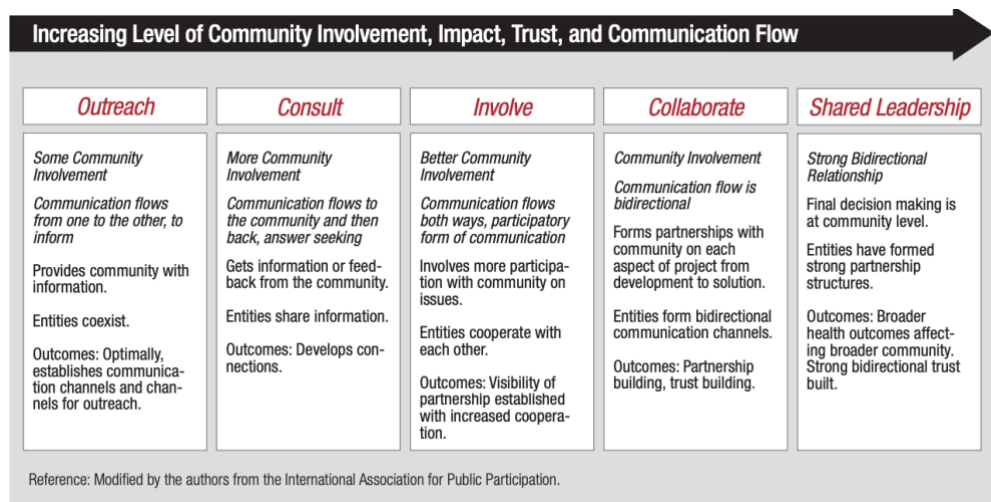 Increasing Level of Community Involvement, Impact, Trust, and Communication Flow
Outreach
Some Community
Involvement
Communication flows
from one to the other, to
inform
Provides community with
information.
Entities coexist.
Outcomes: Optimally,
establishes communica-
tion channels and chan-
nels for outreach.
Consult
More Community
Involvement
Communication flows to
the community and then
back, answer seeking
Gets information or feed-
back from the community.
Entities share information.
Outcomes: Develops con-
nections.
Involve
Better Community
Involvement
Communication flows
both ways, participatory
form of communication
Involves more participa-
tion with community on
issues.
Entities cooperate with
each other.
Outcomes: Visibility of
partnership established
with increased coopera-
tion.
Collaborate
Community Involvement
Communication flow is
bidirectional
Forms partnerships with
community on each
aspect of project from
development to solution.
Entities form bidirectional
communication channels.
Outcomes: Partnership
building, trust building.
Shared Leadership
Strong Bidirectional
Relationship
Final decision making is
at community level.
Entities have formed
strong partnership
structures.
Outcomes: Broader
health outcomes affect-
ing broader community.
Strong bidirectional trust
built.
Reference: Modified by the authors from the International Association for Public Participation.